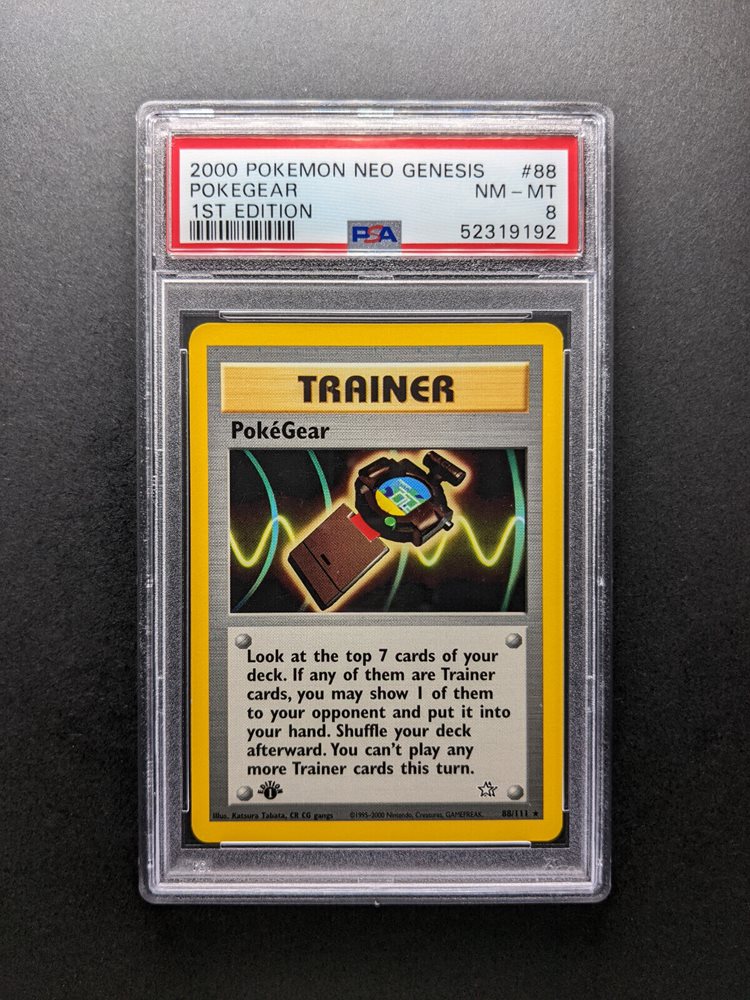 2000 POKEMON NEO GENESIS #88
POKEGEAR NM - MT
1ST EDITION 8
PSA 52319192
TRAINER
PokéGear
Look at the top 7 cards of your
deck. If any of them are Trainer
cards, you may show 1 of them
to your opponent and put it into
your hand. Shuffle your deck
afterward. You can't play any
more Trainer cards this turn.
EDITION 1
Illus. Katsura Tabata, CR CG gangs ©1995-2000 Nintendo, Creatures, GAMEFREAK. 88/111 ★